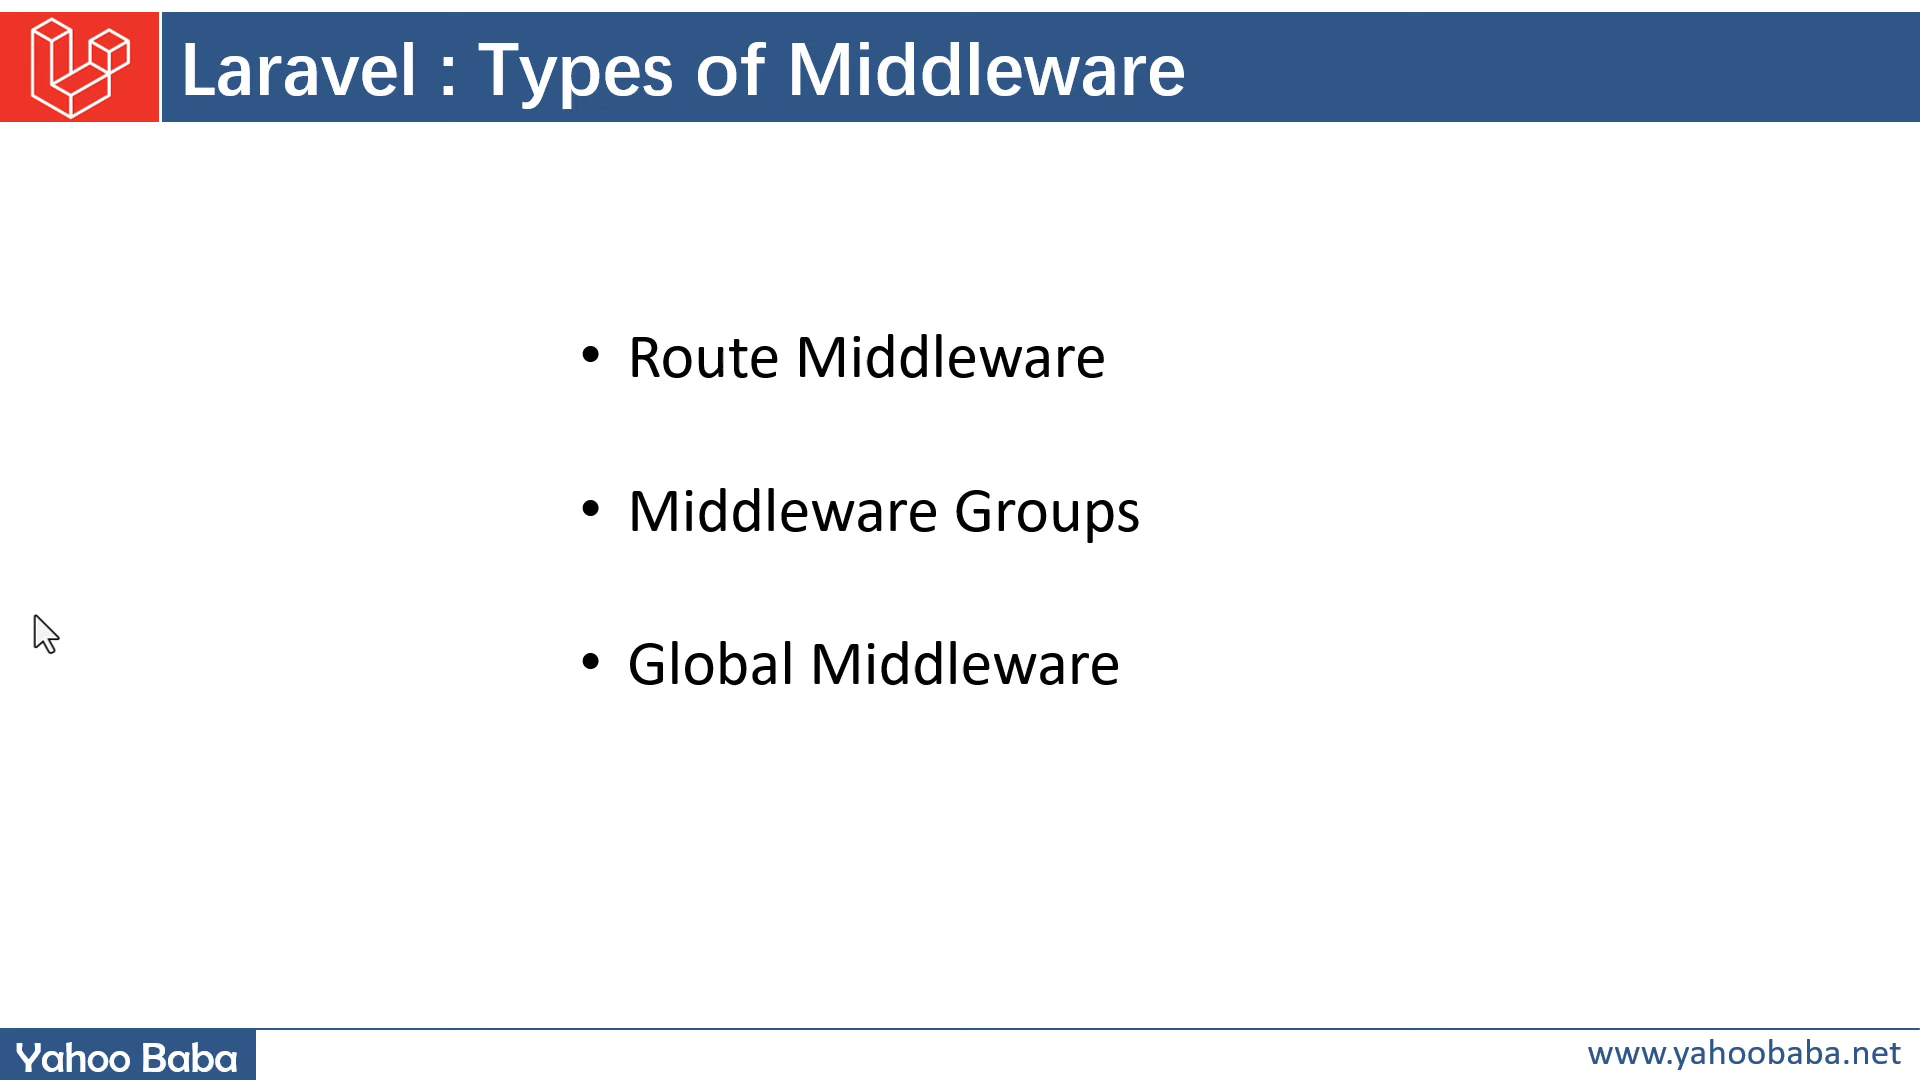 Laravel : Types of Middleware
• Route Middleware
• Middleware Groups
• Global Middleware
Yahoo Baba
www.yahoobaba.net